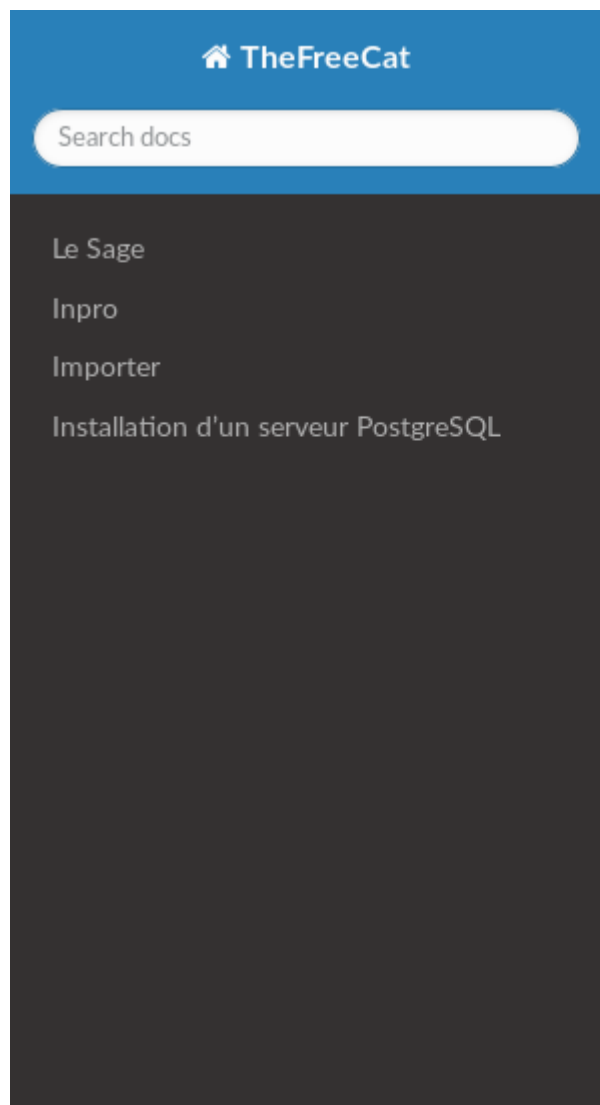 TheFreeCat
Search docs
Le Sage
Inpro
Importer
Installation d’un serveur PostgreSQL